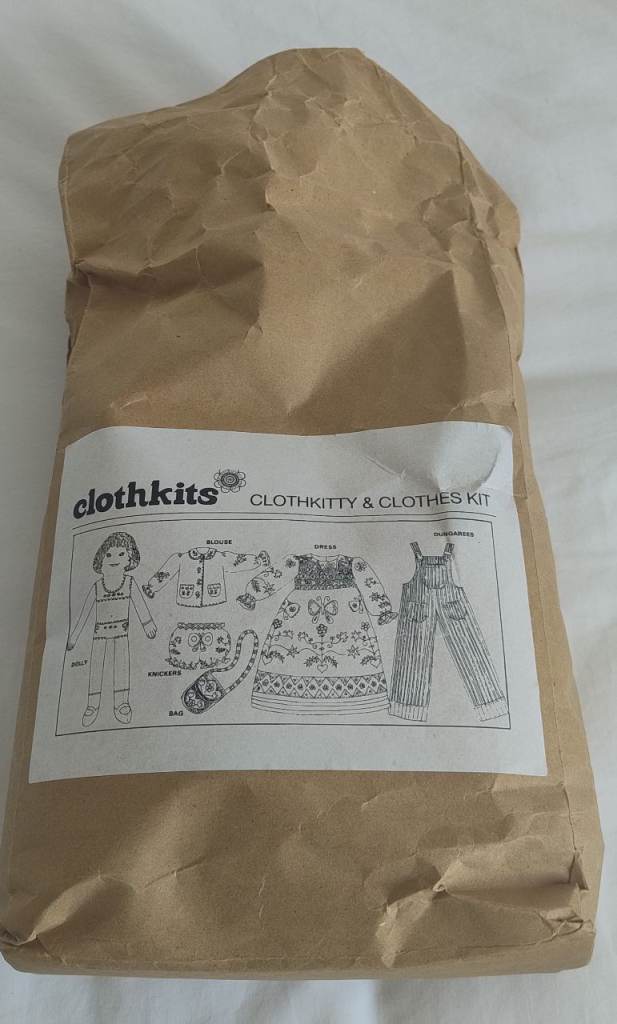 clothkits
CLOTHKITTY & CLOTHES KIT
BLOUSE
DRESS
DUNGAREES
DOLLY
KNICKERS
BAG